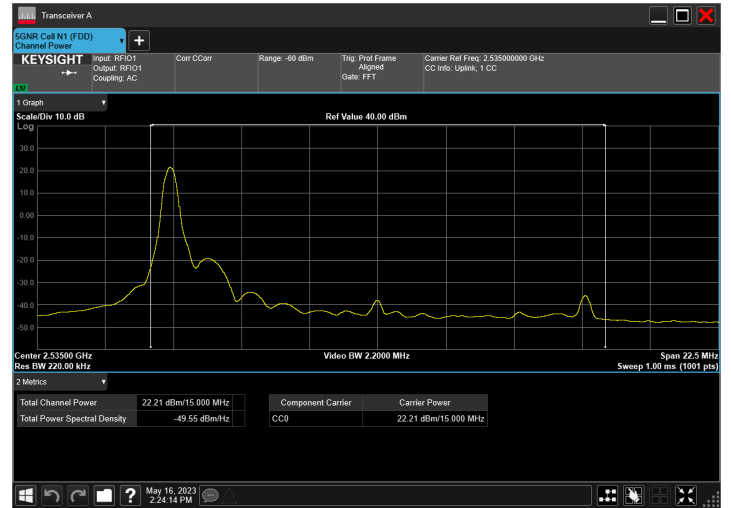 Transceiver A
5GNR Cell N1 (FDD)
Channel Power
KEYSIGHT
LXI
Input: RFIO1
Output: RFIO1
Coupling: AC
Corr CCorr
Range: -60 dBm
Trig: Prot Frame
Aligned
Gate: FFT
Carrier Ref Freq: 2.535000000 GHz
CC Info: Uplink, 1 CC
1 Graph
Scale/Div 10.0 dB
Ref Value 40.00 dBm
Log
30.0
20.0
10.0
0.00
-10.0
-20.0
-30.0
-40.0
-50.0
Center 2.53500 GHz
Video BW 2.2000 MHz
Span 22.5 MHz
Res BW 220.00 kHz
Sweep 1.00 ms (1001 pts)
2 Metrics
Total Channel Power 22.21 dBm/15.000 MHz
Total Power Spectral Density -49.55 dBm/Hz
Component Carrier Carrier Power
CC0 22.21 dBm/15.000 MHz
May 16, 2023
2:24:14 PM